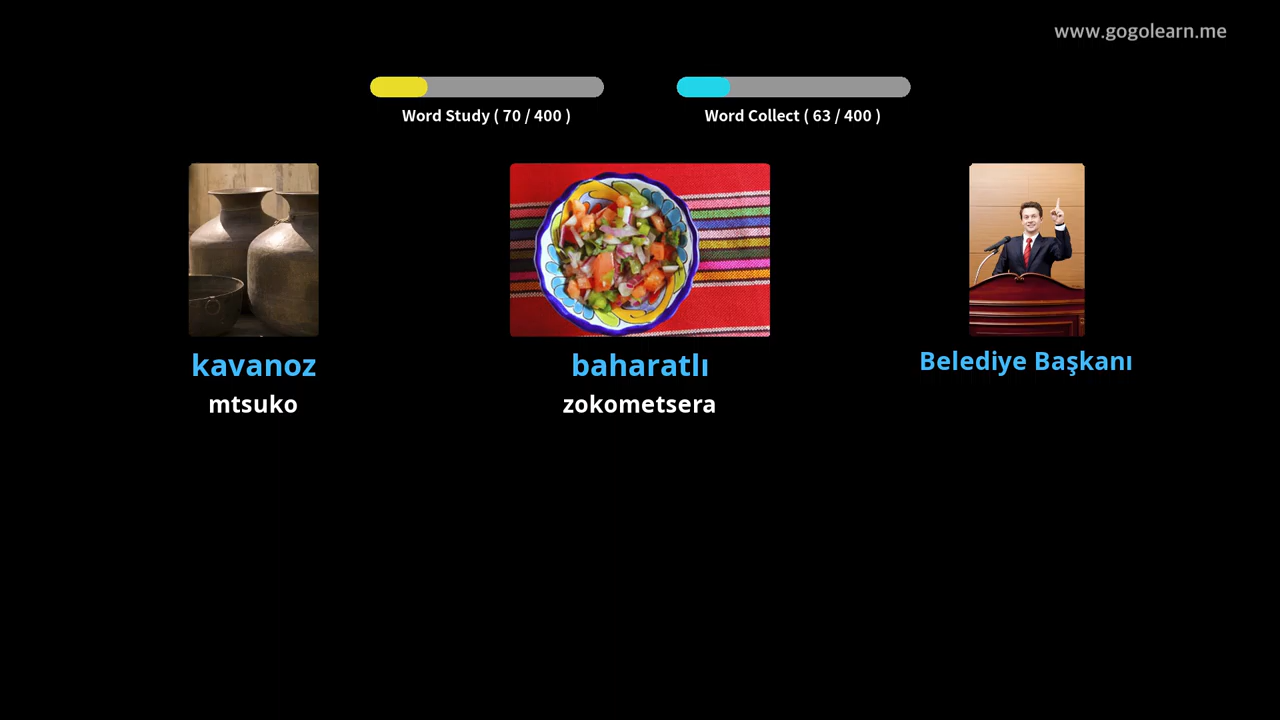 www.gogolearn.me
Word Study ( 70 / 400 )
Word Collect ( 63 / 400 )
kavanoz
mtsuko
baharatlı
zokometsera
Belediye Başkanı